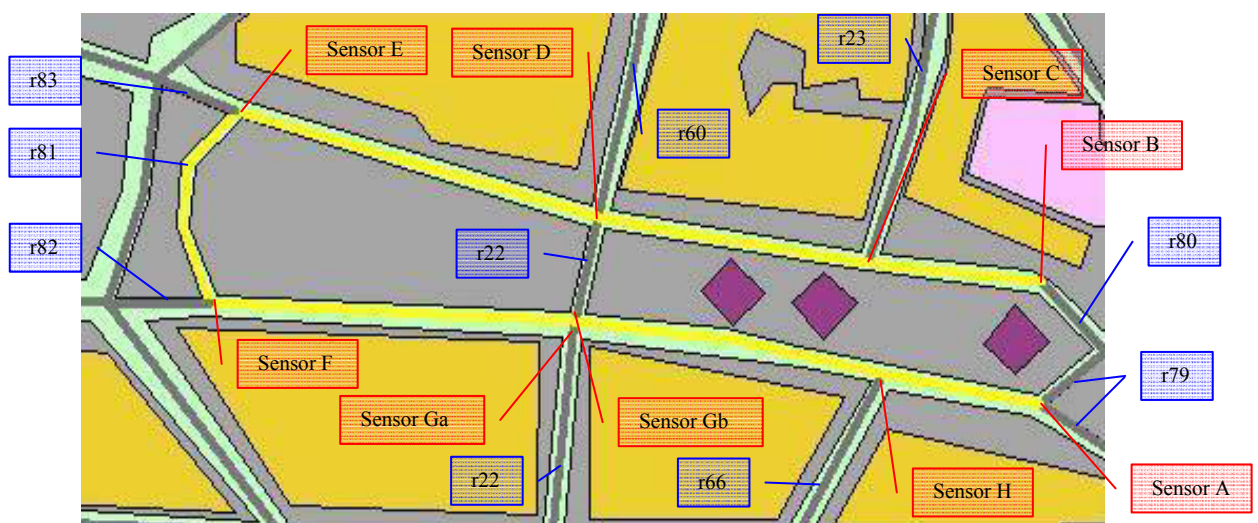 r83
Sensor E
Sensor D
r23
Sensor C
r81
r60
Sensor B
r82
r22
r80
Sensor F
r79
Sensor Ga
Sensor Gb
r22
r66
Sensor H
Sensor A